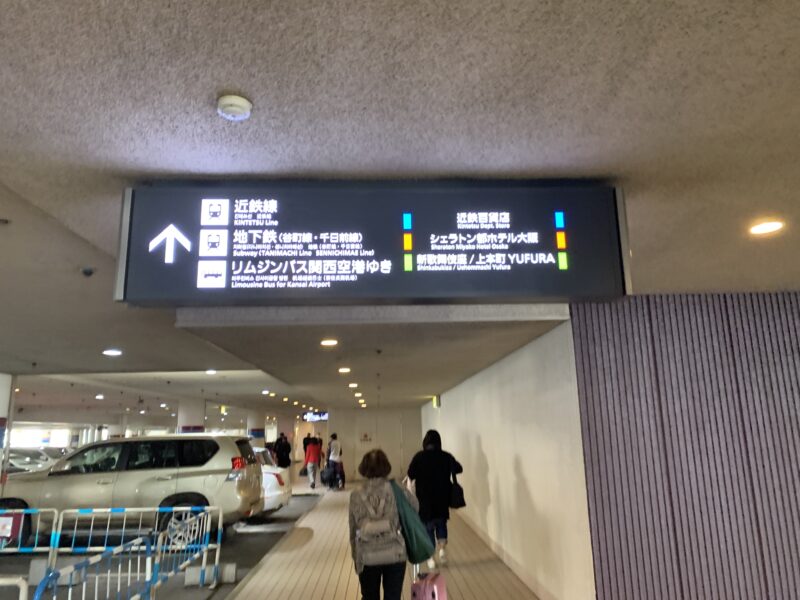 近鉄線
KINTETSU Line
地下鉄(谷町線・千日前線)
Subway (TANIMACHI Line SENNICHIMAE Line)
リムジンバス関西空港ゆき
Limousine Bus for Kansai Airport
近鉄百貨店
Kintetsu Dept. Store
シェラトン都ホテル大阪
Sheraton Miyako Hotel Osaka
新歌舞伎座 / 上本町 YUFURA
Shinkabukiza / Uehommachi Yufura